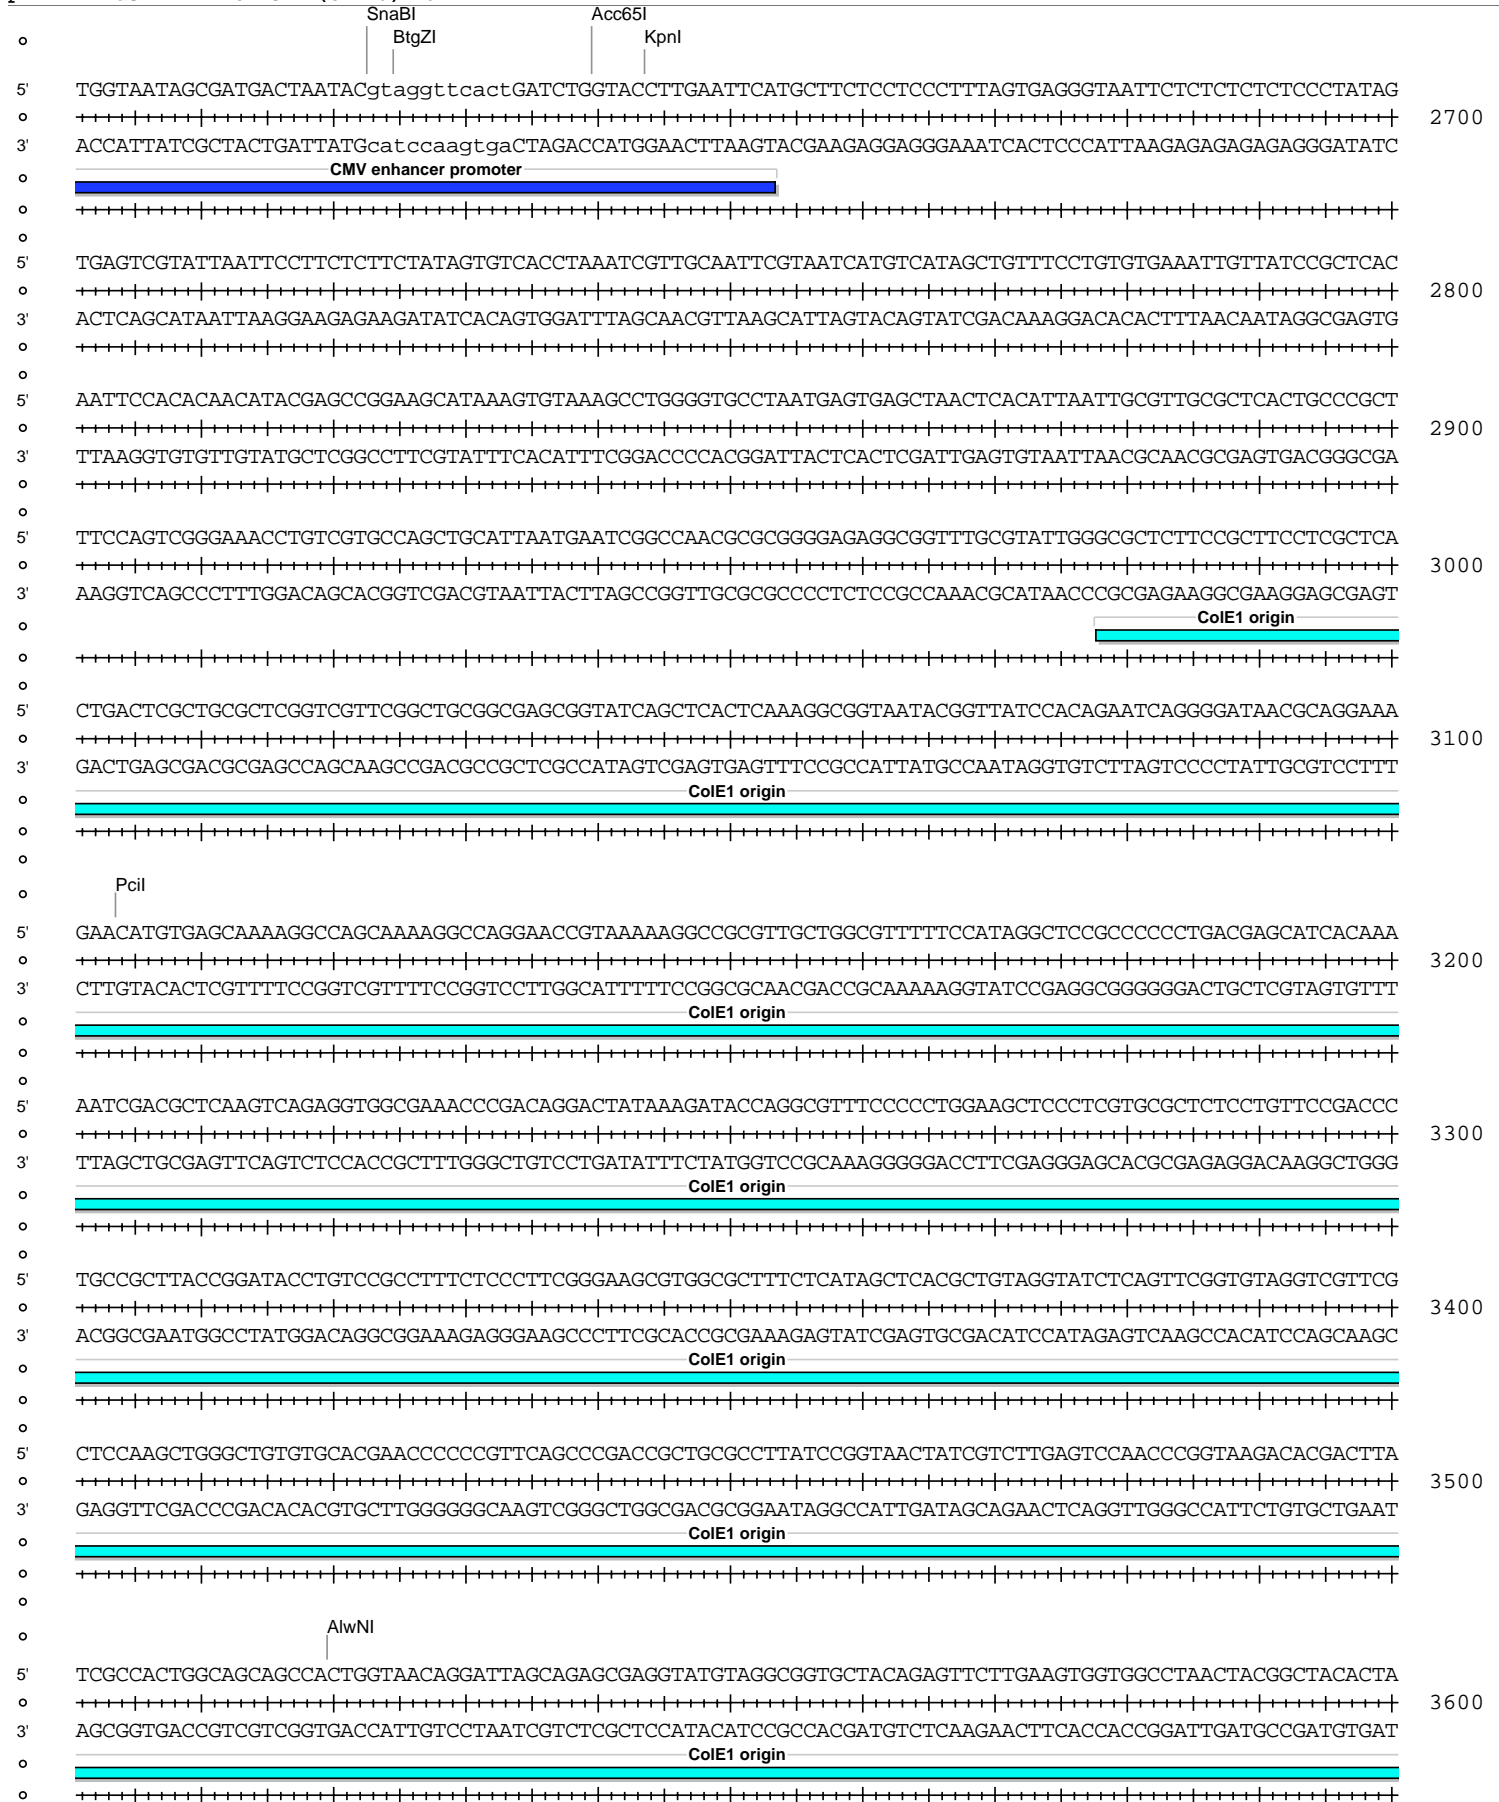 SnaBI Acc65I
BtgZI KpnI
5' TGGTAATAGCGATGACTAATACgtaggttcactGATCTGGTACCTTGAATTCATGCTTCTCCTCCCTTTAGTGAGGGTAATTCTCTCTCTCTCCCTATAG
2700
3' ACCATTATCGCTACTGATTATGcatccaagtgaCTAGACCATGGAACTTAAGTACGAAGAGGAGGGAAATCACTCCCATTAAGAGAGAGAGAGGGATATC
CMV enhancer promoter
5' TGAGTCGTATTAATTCCTTCTCTTCTATAGTGTCACCTAAATCGTTGCAATTCGTAATCATGTCATAGCTGTTTCCTGTGTGAAATTGTTATCCGCTCAC
2800
3' ACTCAGCATAATTAAGGAAGAGAAGATATCACAGTGGATTTAGCAACGTTAAGCATTAGTACAGTATCGACAAAGGACACACTTTAACAATAGGCGAGTG
5' AATTCCACACAACATACGAGCCGGAAGCATAAAGTGTAAAGCCTGGGGTGCCTAATGAGTGAGCTAACTCACATTAATTGCGTTGCGCTCACTGCCCGCT
2900
3' TTAAGGTGTGTTGTATGCTCGGCCTTCGTATTTCACATTTCGGACCCCACGGATTACTCACTCGATTGAGTGTAATTAACGCAACGCGAGTGACGGGCGA
5' TTCCAGTCGGGAAACCTGTCGTGCCAGCTGCATTAATGAATCGGCCAACGCGCGGGGAGAGGCGGTTTGCGTATTGGGCGCTCTTCCGCTTCCTCGCTCA
3000
3' AAGGTCAGCCCTTTGGACAGCACGGTCGACGTAATTACTTAGCCGGTTGCGCGCCCCTCTCCGCCAAACGCATAACCCGCGAGAAGGCGAAGGAGCGAGT
ColE1 origin
5' CTGACTCGCTGCGCTCGGTCGTTCGGCTGCGGCGAGCGGTATCAGCTCACTCAAAGGCGGTAATACGGTTATCCACAGAATCAGGGGATAACGCAGGAAA
3100
3' GACTGAGCGACGCGAGCCAGCAAGCCGACGCCGCTCGCCATAGTCGAGTGAGTTTCCGCCATTATGCCAATAGGTGTCTTAGTCCCCTATTGCGTCCTTT
ColE1 origin
PciI
5' GAACATGTGAGCAAAAGGCCAGCAAAAGGCCAGGAACCGTAAAAAGGCCGCGTTGCTGGCGTTTTTCCATAGGCTCCGCCCCCCTGACGAGCATCACAAA
3200
3' CTTGTACACTCGTTTTCCGGTCGTTTTCCGGTCCTTGGCATTTTTCCGGCGCAACGACCGCAAAAAGGTATCCGAGGCGGGGGGACTGCTCGTAGTGTTT
ColE1 origin
5' AATCGACGCTCAAGTCAGAGGTGGCGAAACCCGACAGGACTATAAAGATACCAGGCGTTTCCCCCTGGAAGCTCCCTCGTGCGCTCTCCTGTTCCGACCC
3300
3' TTAGCTGCGAGTTCAGTCTCCACCGCTTTGGGCTGTCCTGATATTTCTATGGTCCGCAAAGGGGGACCTTCGAGGGAGCACGCGAGAGGACAAGGCTGGG
ColE1 origin
5' TGCCGCTTACCGGATACCTGTCCGCCTTTCTCCCTTCGGGAAGCGTGGCGCTTTCTCATAGCTCACGCTGTAGGTATCTCAGTTCGGTGTAGGTCGTTCG
3400
3' ACGGCGAATGGCCTATGGACAGGCGGAAAGAGGGAAGCCCTTCGCACCGCGAAAGAGTATCGAGTGCGACATCCATAGAGTCAAGCCACATCCAGCAAGC
ColE1 origin
5' CTCCAAGCTGGGCTGTGTGCACGAACCCCCCGTTCAGCCCGACCGCTGCGCCTTATCCGGTAACTATCGTCTTGAGTCCAACCCGGTAAGACACGACTTA
3500
3' GAGGTTCGACCCGACACACGTGCTTGGGGGGCAAGTCGGGCTGGCGACGCGGAATAGGCCATTGATAGCAGAACTCAGGTTGGGCCATTCTGTGCTGAAT
ColE1 origin
AlwNI
5' TCGCCACTGGCAGCAGCCACTGGTAACAGGATTAGCAGAGCGAGGTATGTAGGCGGTGCTACAGAGTTCTTGAAGTGGTGGCCTAACTACGGCTACACTA
3600
3' AGCGGTGACCGTCGTCGGTGACCATTGTCCTAATCGTCTCGCTCCATACATCCGCCACGATGTCTCAAGAACTTCACCACCGGATTGATGCCGATGTGAT
ColE1 origin